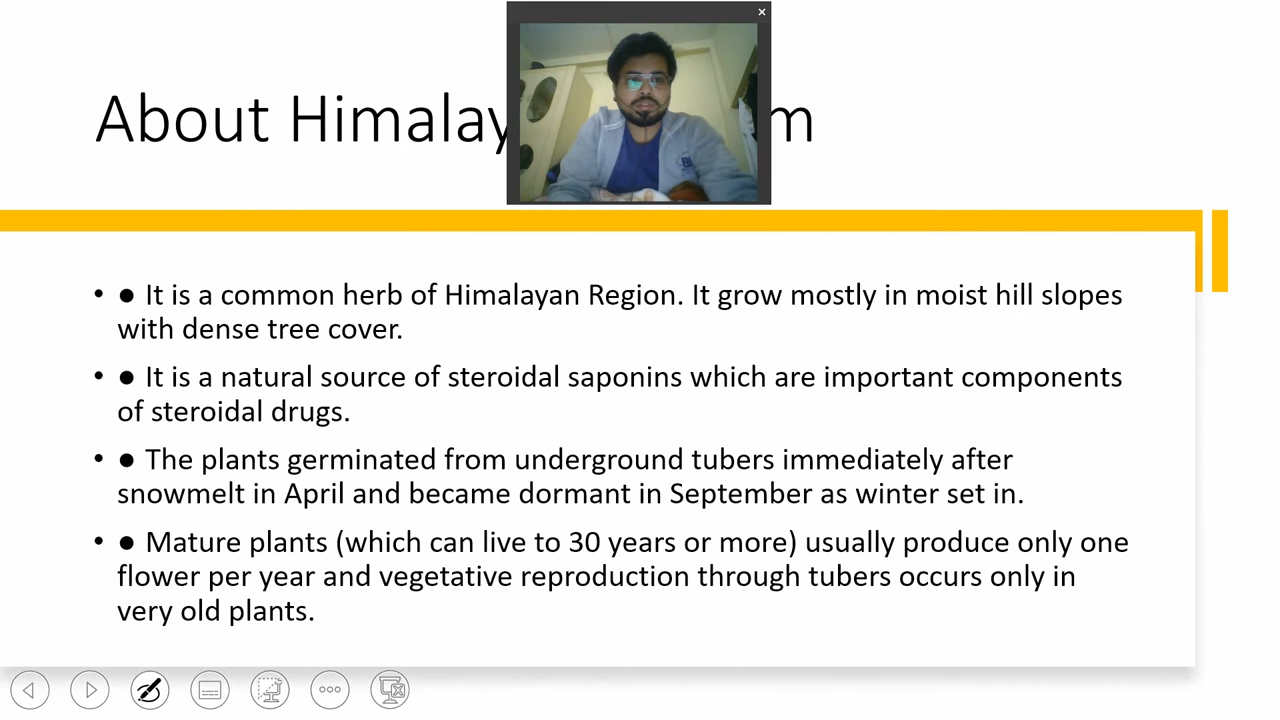 About Himalay m
• ● It is a common herb of Himalayan Region. It grow mostly in moist hill slopes
with dense tree cover.
• ● It is a natural source of steroidal saponins which are important components
of steroidal drugs.
• ● The plants germinated from underground tubers immediately after
snowmelt in April and became dormant in September as winter set in.
• ● Mature plants (which can live to 30 years or more) usually produce only one
flower per year and vegetative reproduction through tubers occurs only in
very old plants.